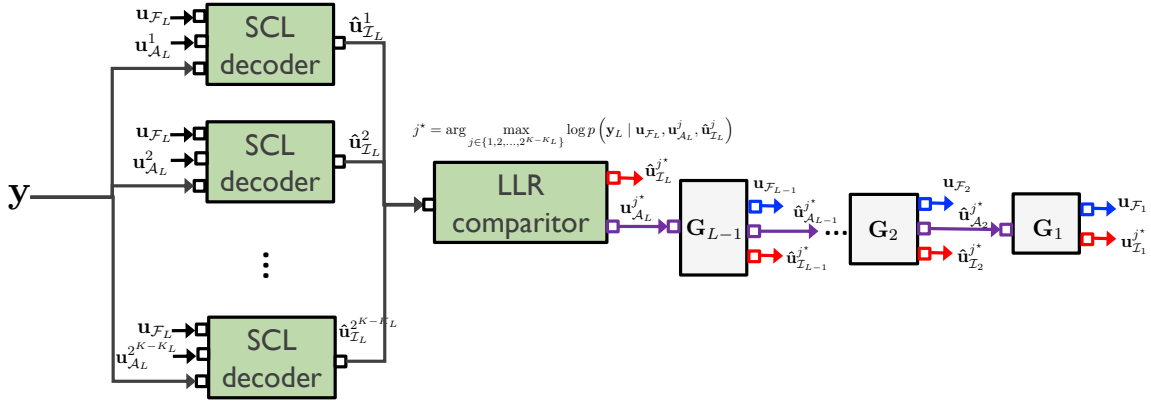 y
u_{F_L}
u^1_{A_L}
SCL
decoder
û^1_{I_L}
u_{F_L}
u^2_{A_L}
SCL
decoder
û^2_{I_L}
⋮
u_{F_L}
u^{2^{K-K_L}}_{A_L}
SCL
decoder
û^{2^{K-K_L}}_{I_L}
j^⋆ = arg max_{j∈{1,2,...,2^{K-K_L}}} log p (y_L | u_{F_L}, u^j_{A_L}, û^j_{I_L})
LLR
comparitor
û^{j^⋆}_{I_L}
u^{j^⋆}_{A_L}
G_{L-1}
u_{F_{L-1}}
û^{j^⋆}_{A_{L-1}}
û^{j^⋆}_{I_{L-1}}
...
G_2
u_{F_2}
û^{j^⋆}_{A_2}
û^{j^⋆}_{I_2}
G_1
u_{F_1}
u^{j^⋆}_{I_1}